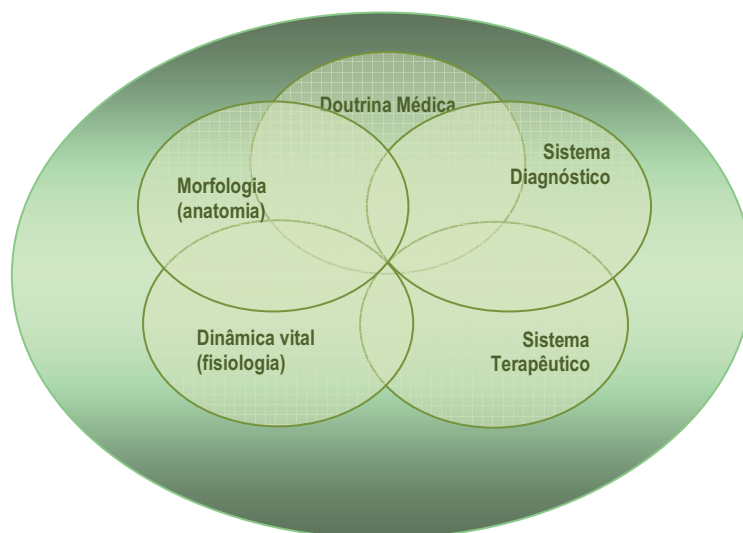 Doutrina Médica
Sistema
Diagnóstico
Morfologia
(anatomia)
Dinâmica vital
(fisiologia)
Sistema
Terapêutico